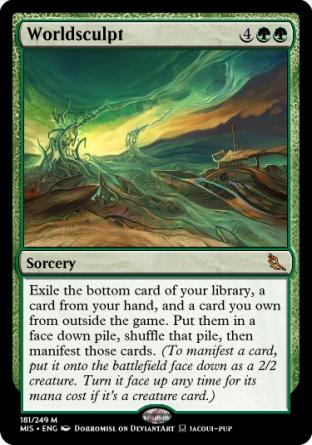 Worldsculpt 4
Sorcery
Exile the bottom card of your library, a
card from your hand, and a card you own
from outside the game. Put them in a
face down pile, shuffle that pile, then
manifest those cards. (To manifest a card,
put it onto the battlefield face down as a 2/2
creature. Turn it face up any time for its
mana cost if it's a creature card.)
181/249 M
MIS • ENG DOBROMISL ON DEVIANTART IACOUI-PUP